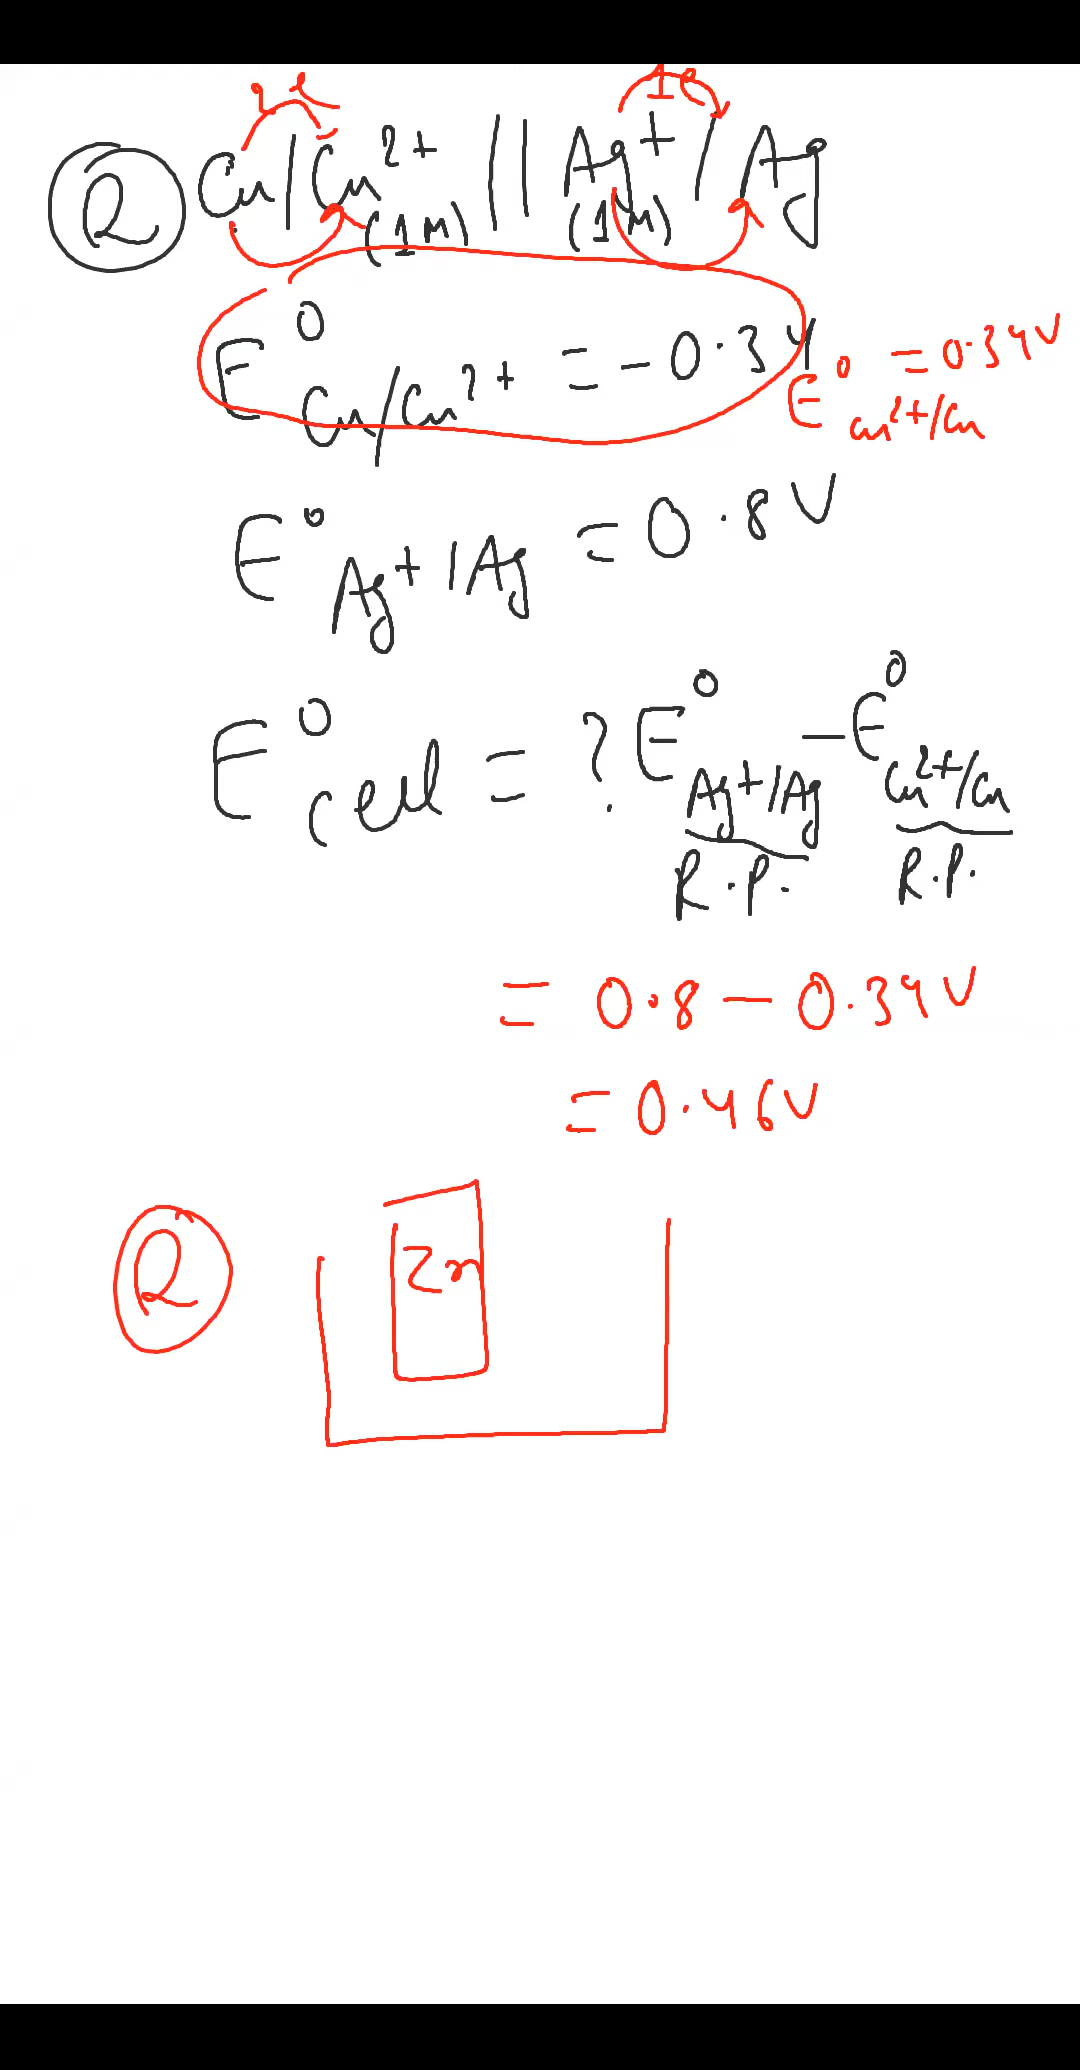 2e⁻ 1e
Q Cu/Cu²⁺ || Ag⁺/Ag
(1M) (1M)
E⁰ Cu/Cu²⁺ = -0.34
E⁰ Cu²⁺/Cu = 0.34V
E⁰ Ag⁺/Ag = 0.8V
E⁰ cell = ? E⁰ Ag⁺/Ag - E⁰ Cu²⁺/Cu
R.P. R.P.
= 0.8 - 0.34V
= 0.46V
Q Zn